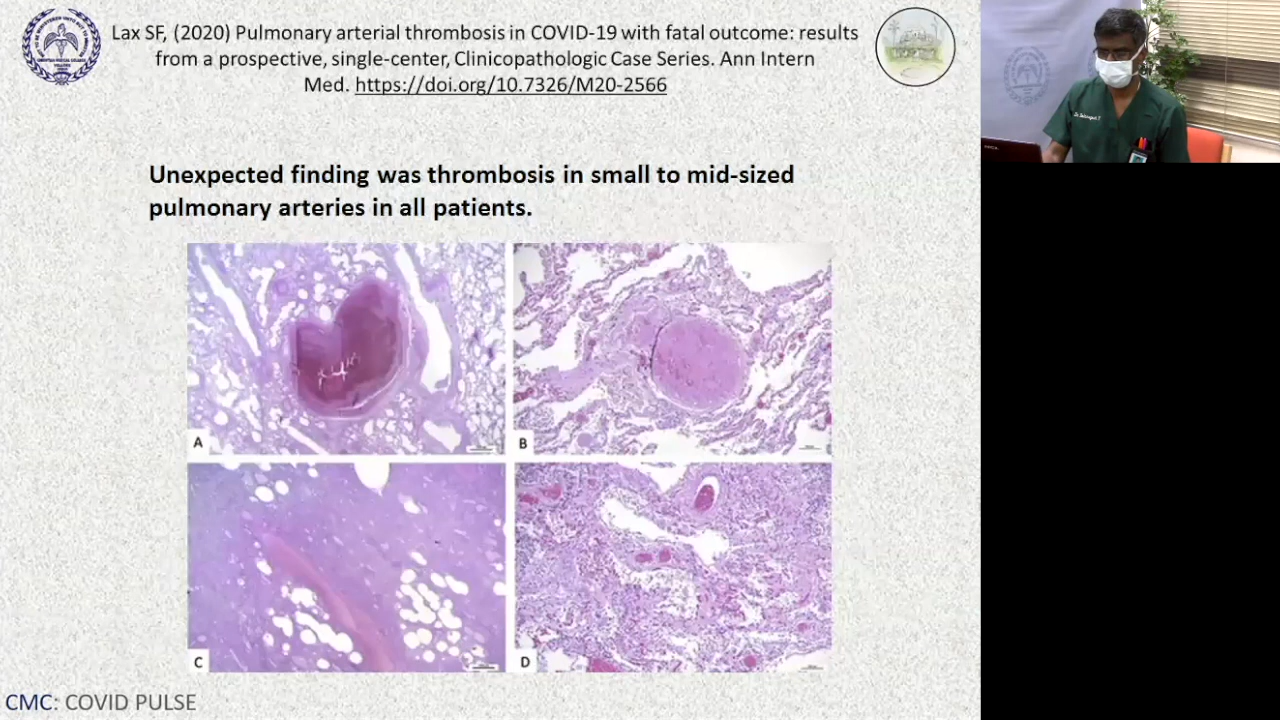 Lax SF, (2020) Pulmonary arterial thrombosis in COVID-19 with fatal outcome: results
from a prospective, single-center, Clinicopathologic Case Series. Ann Intern
Med. https://doi.org/10.7326/M20-2566
Unexpected finding was thrombosis in small to mid-sized
pulmonary arteries in all patients.
A
B
C
D
CMC: COVID PULSE